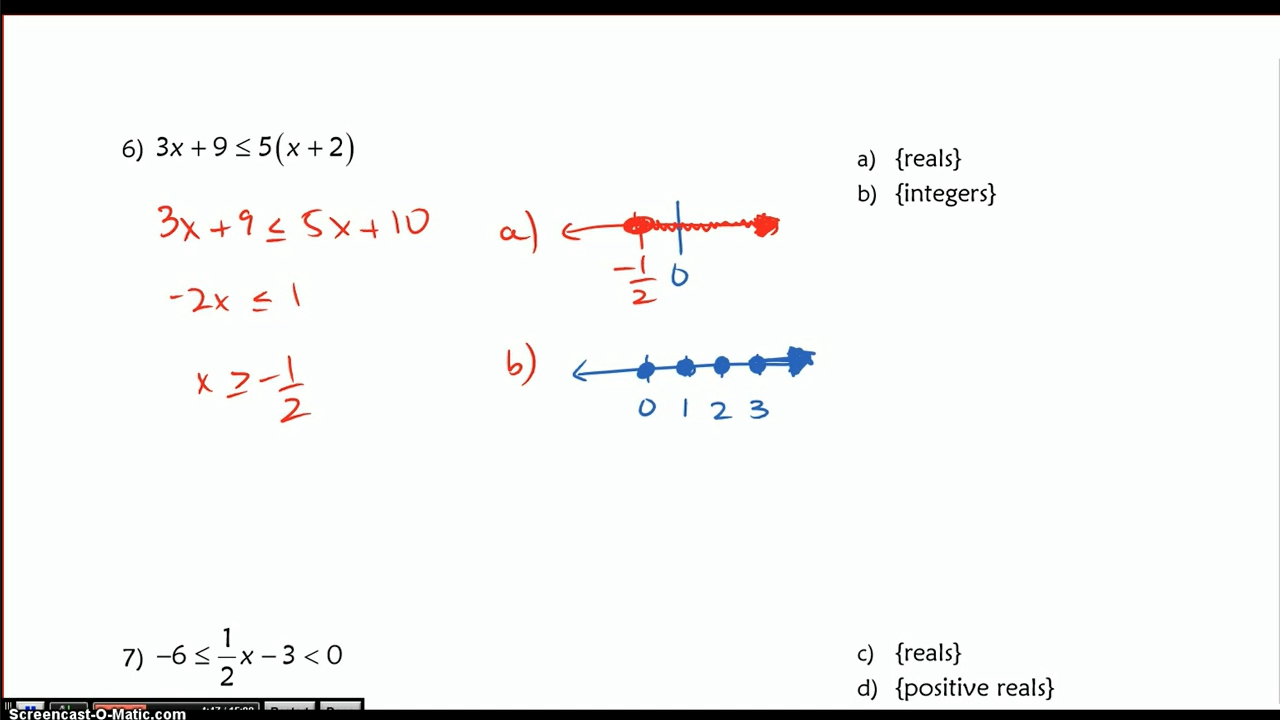 6) 3x + 9 ≤ 5(x + 2)
a) {reals}
b) {integers}
3x + 9 ≤ 5x + 10
-2x ≤ 1
x ≥ -1/2
a)
-1/2 0
b)
0 1 2 3
7) −6 ≤ 1/2 x − 3 < 0
c) {reals}
d) {positive reals}
Screencast-O-Matic.com